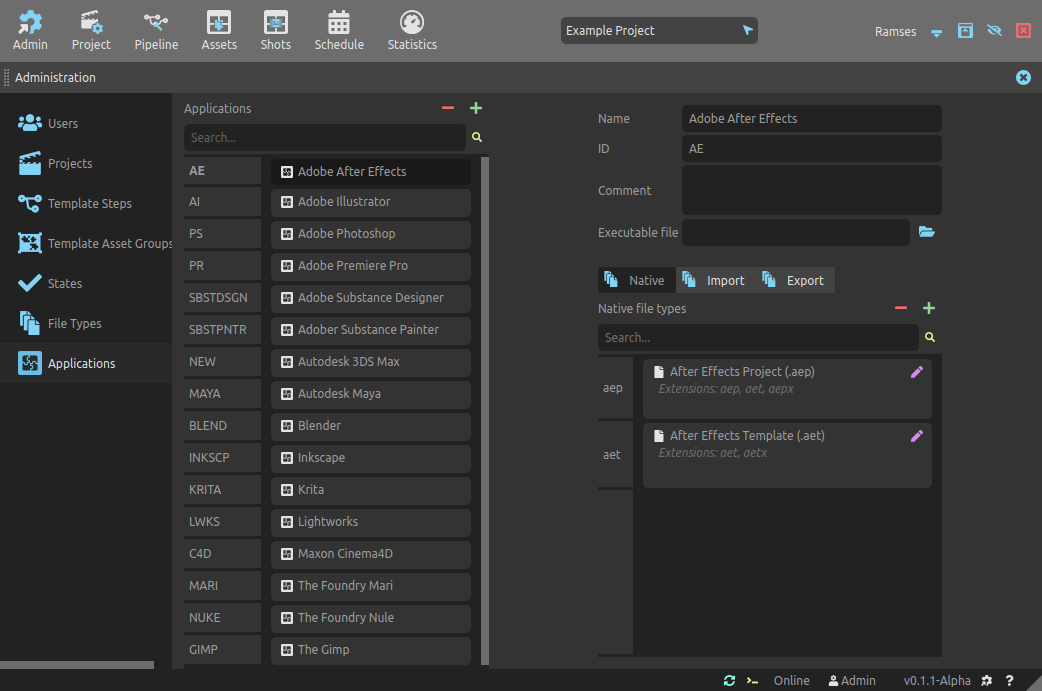 Admin Project Pipeline Assets Shots Schedule Statistics
Example Project
Ramses
Administration
Users
Projects
Template Steps
Template Asset Groups
States
File Types
Applications
Applications
Search...
AE Adobe After Effects
AI Adobe Illustrator
PS Adobe Photoshop
PR Adobe Premiere Pro
SBSTDSGN Adobe Substance Designer
SBSTPNTR Adober Substance Painter
NEW Autodesk 3DS Max
MAYA Autodesk Maya
BLEND Blender
INKSCP Inkscape
KRITA Krita
LWKS Lightworks
C4D Maxon Cinema4D
MARI The Foundry Mari
NUKE The Foundry Nule
GIMP The Gimp
Name Adobe After Effects
ID AE
Comment
Executable file
Native Import Export
Native file types
Search...
aep After Effects Project (.aep)
Extensions: aep, aet, aepx
aet After Effects Template (.aet)
Extensions: aet, aetx
Online Admin v0.1.1-Alpha ?